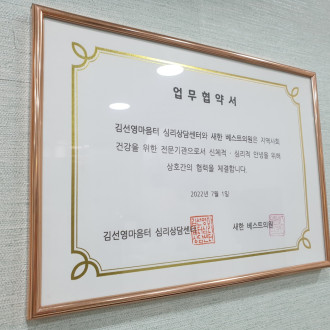 업무협약서
김선영마음터 심리상담센터와 새한 베스트의원은 지역사회
건강을 위한 전문기관으로서 신체적 · 심리적 안녕을 위해
상호간의 협력을 체결합니다.
2022년 7월 1일
김선영마음터 심리상담센터
새한 베스트의원